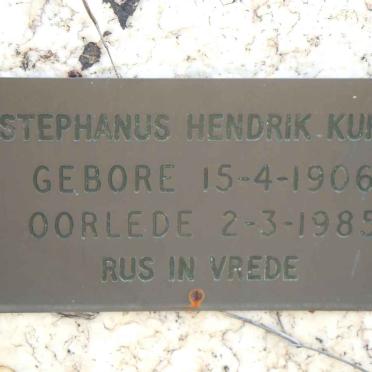 STEPHANUS HENDRIK
GEBORE 15-4-1906
OORLEDE 2-3-1985
RUS IN VREDE